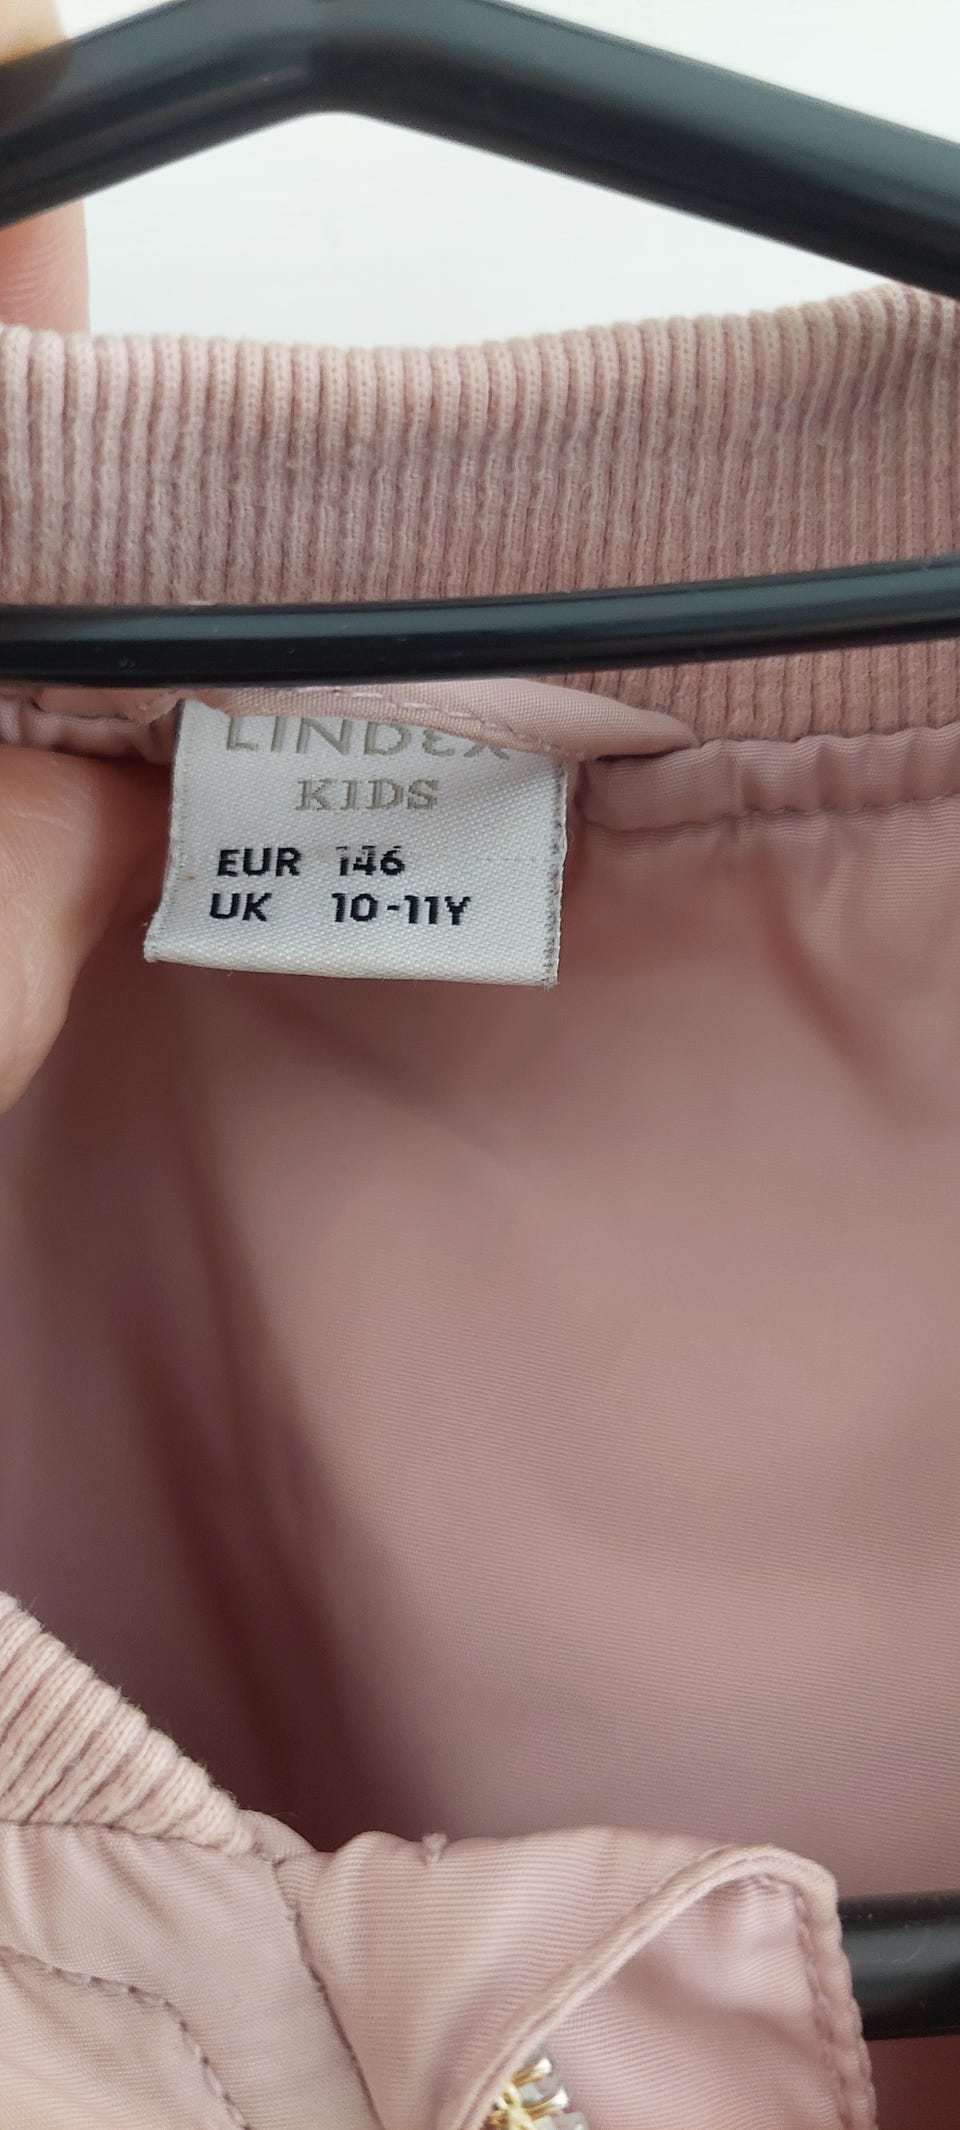 LINDEX
KIDS
EUR 146
UK 10-11Y